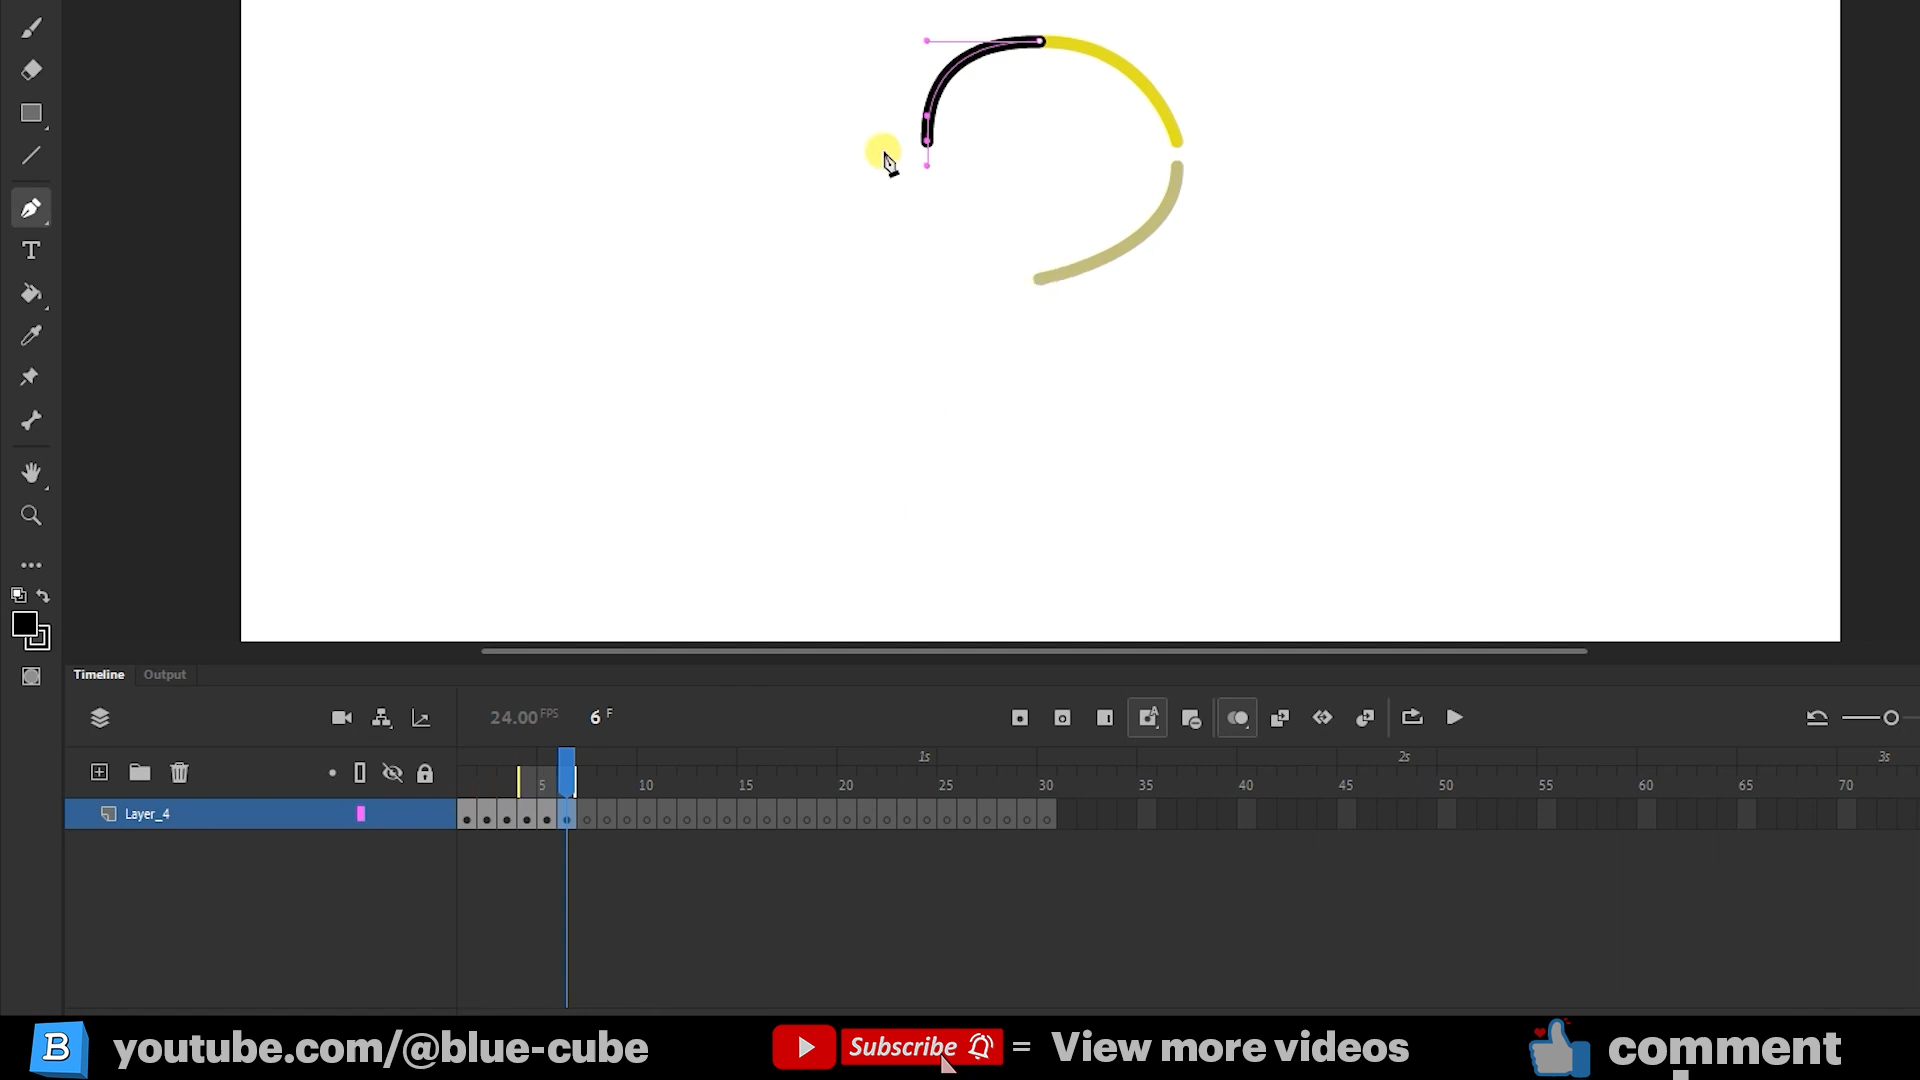 T
Timeline Output
24.00 FPS 6 F
1s 2s 3s
5 10 15 20 25 30 35 40 45 50 55 60 65 70
Layer_4
B youtube.com/@blue-cube Subscribe = View more videos comment